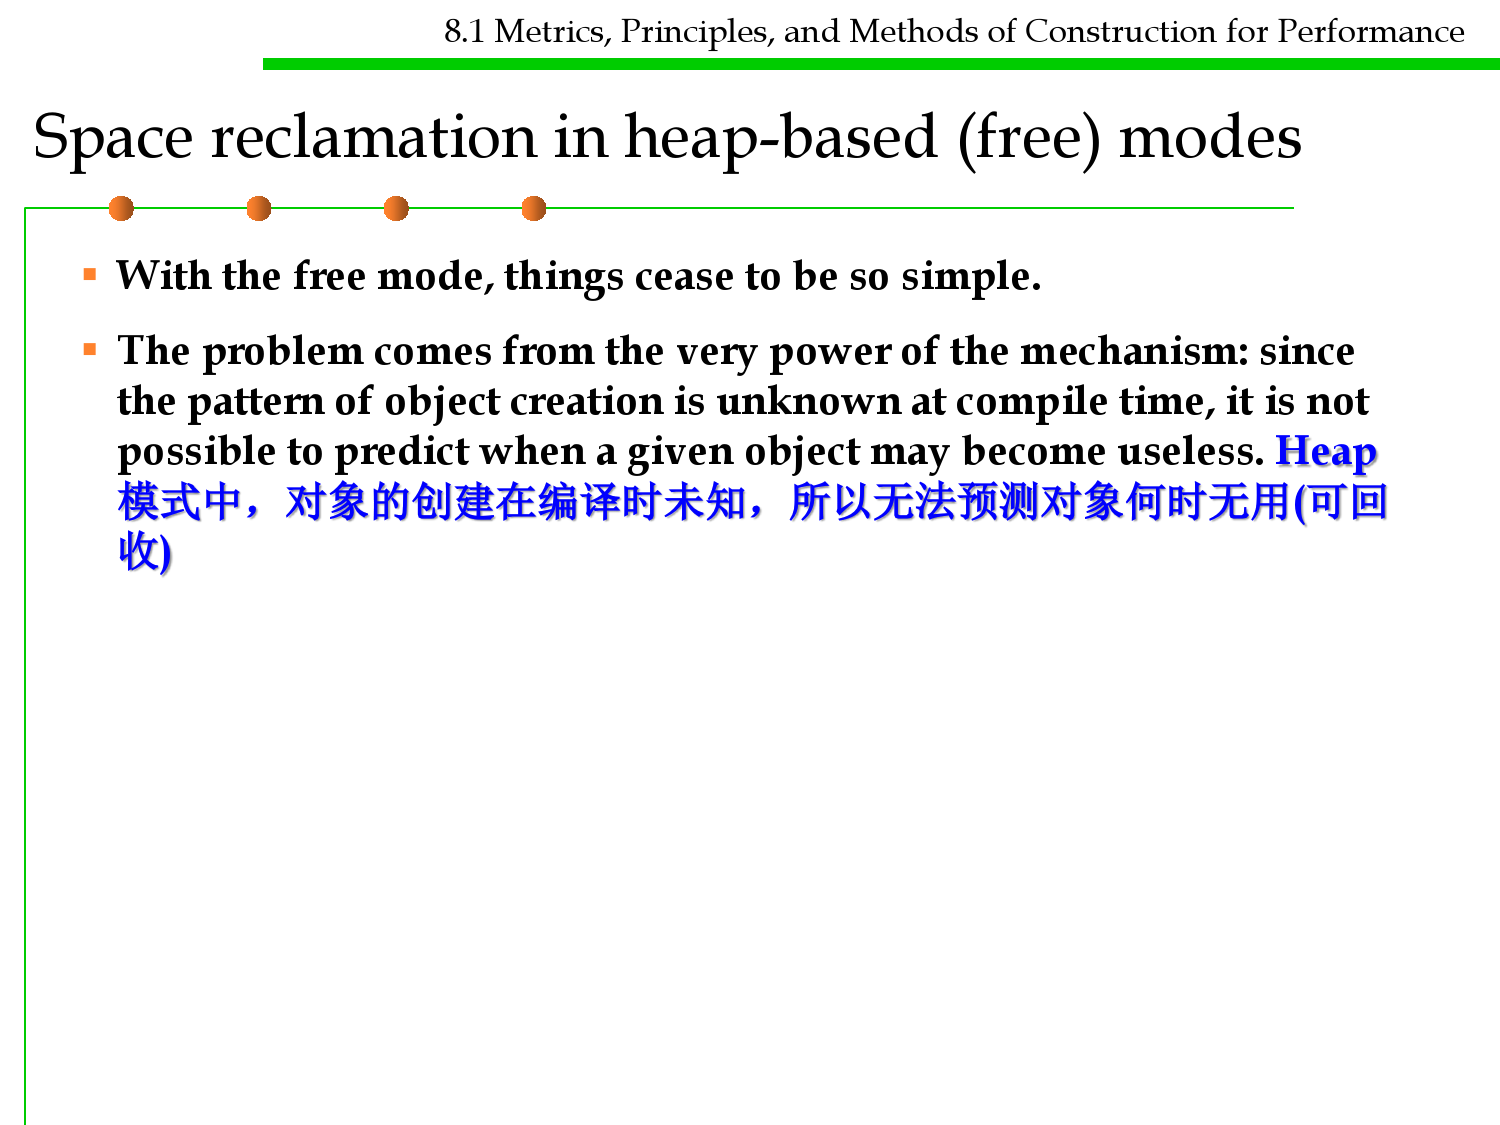 8.1 Metrics, Principles, and Methods of Construction for Performance
Space reclamation in heap-based (free) modes
With the free mode, things cease to be so simple.
The problem comes from the very power of the mechanism: since
the pattern of object creation is unknown at compile time, it is not
possible to predict when a given object may become useless. Heap
模式中，对象的创建在编译时未知，所以无法预测对象何时无用(可回
收)